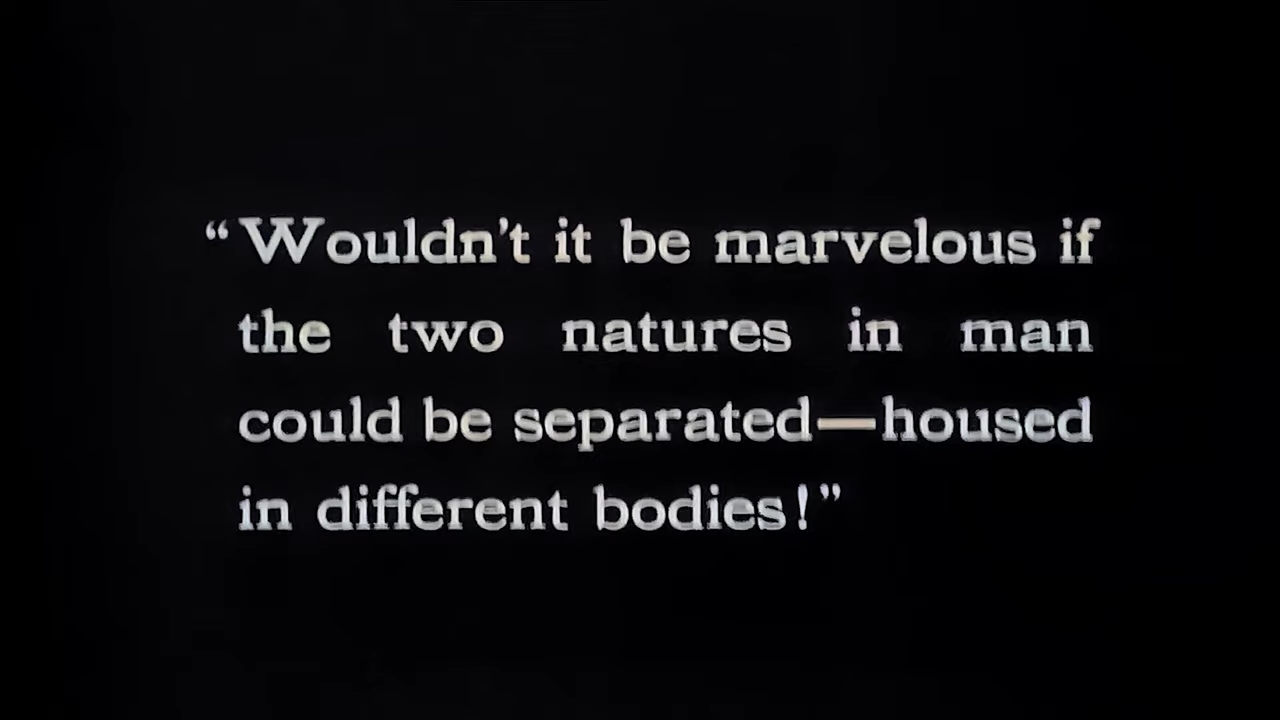 “Wouldn't it be marvelous if
the two natures in man
could be separated—housed
in different bodies!”